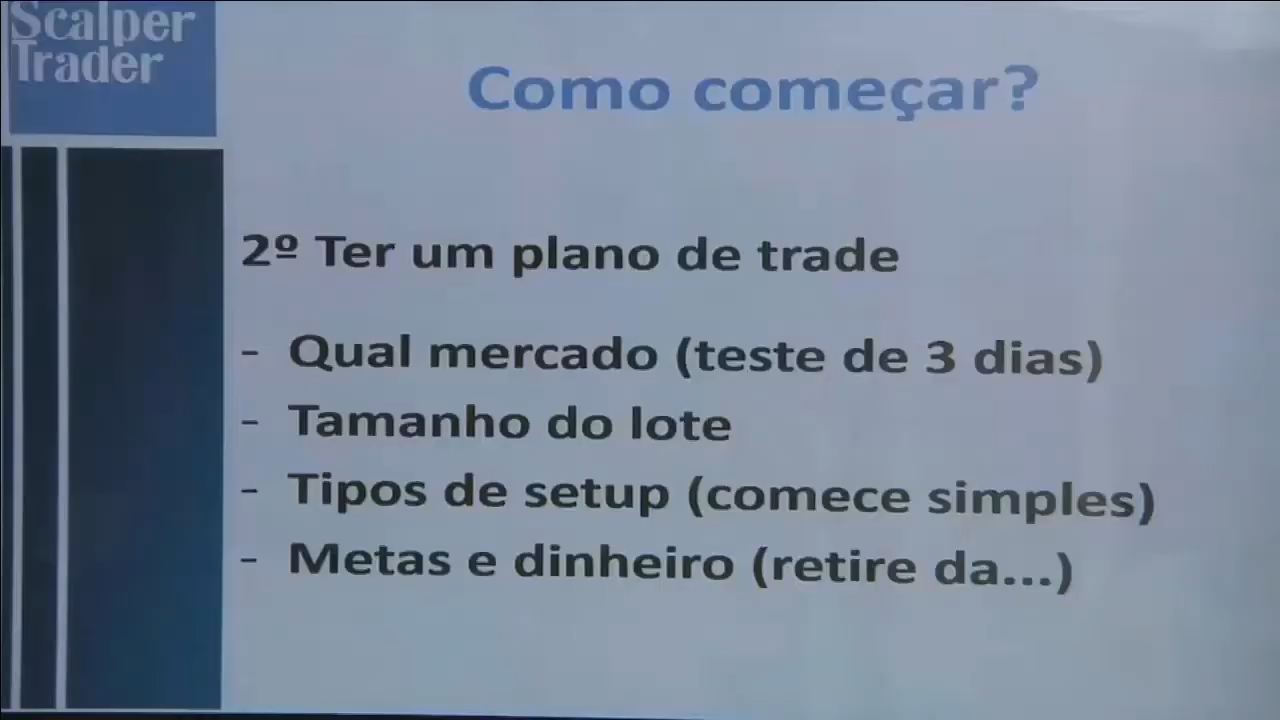 Scalper
Trader
Como começar?
2º Ter um plano de trade
- Qual mercado (teste de 3 dias)
- Tamanho do lote
- Tipos de setup (comece simples)
- Metas e dinheiro (retire da...)